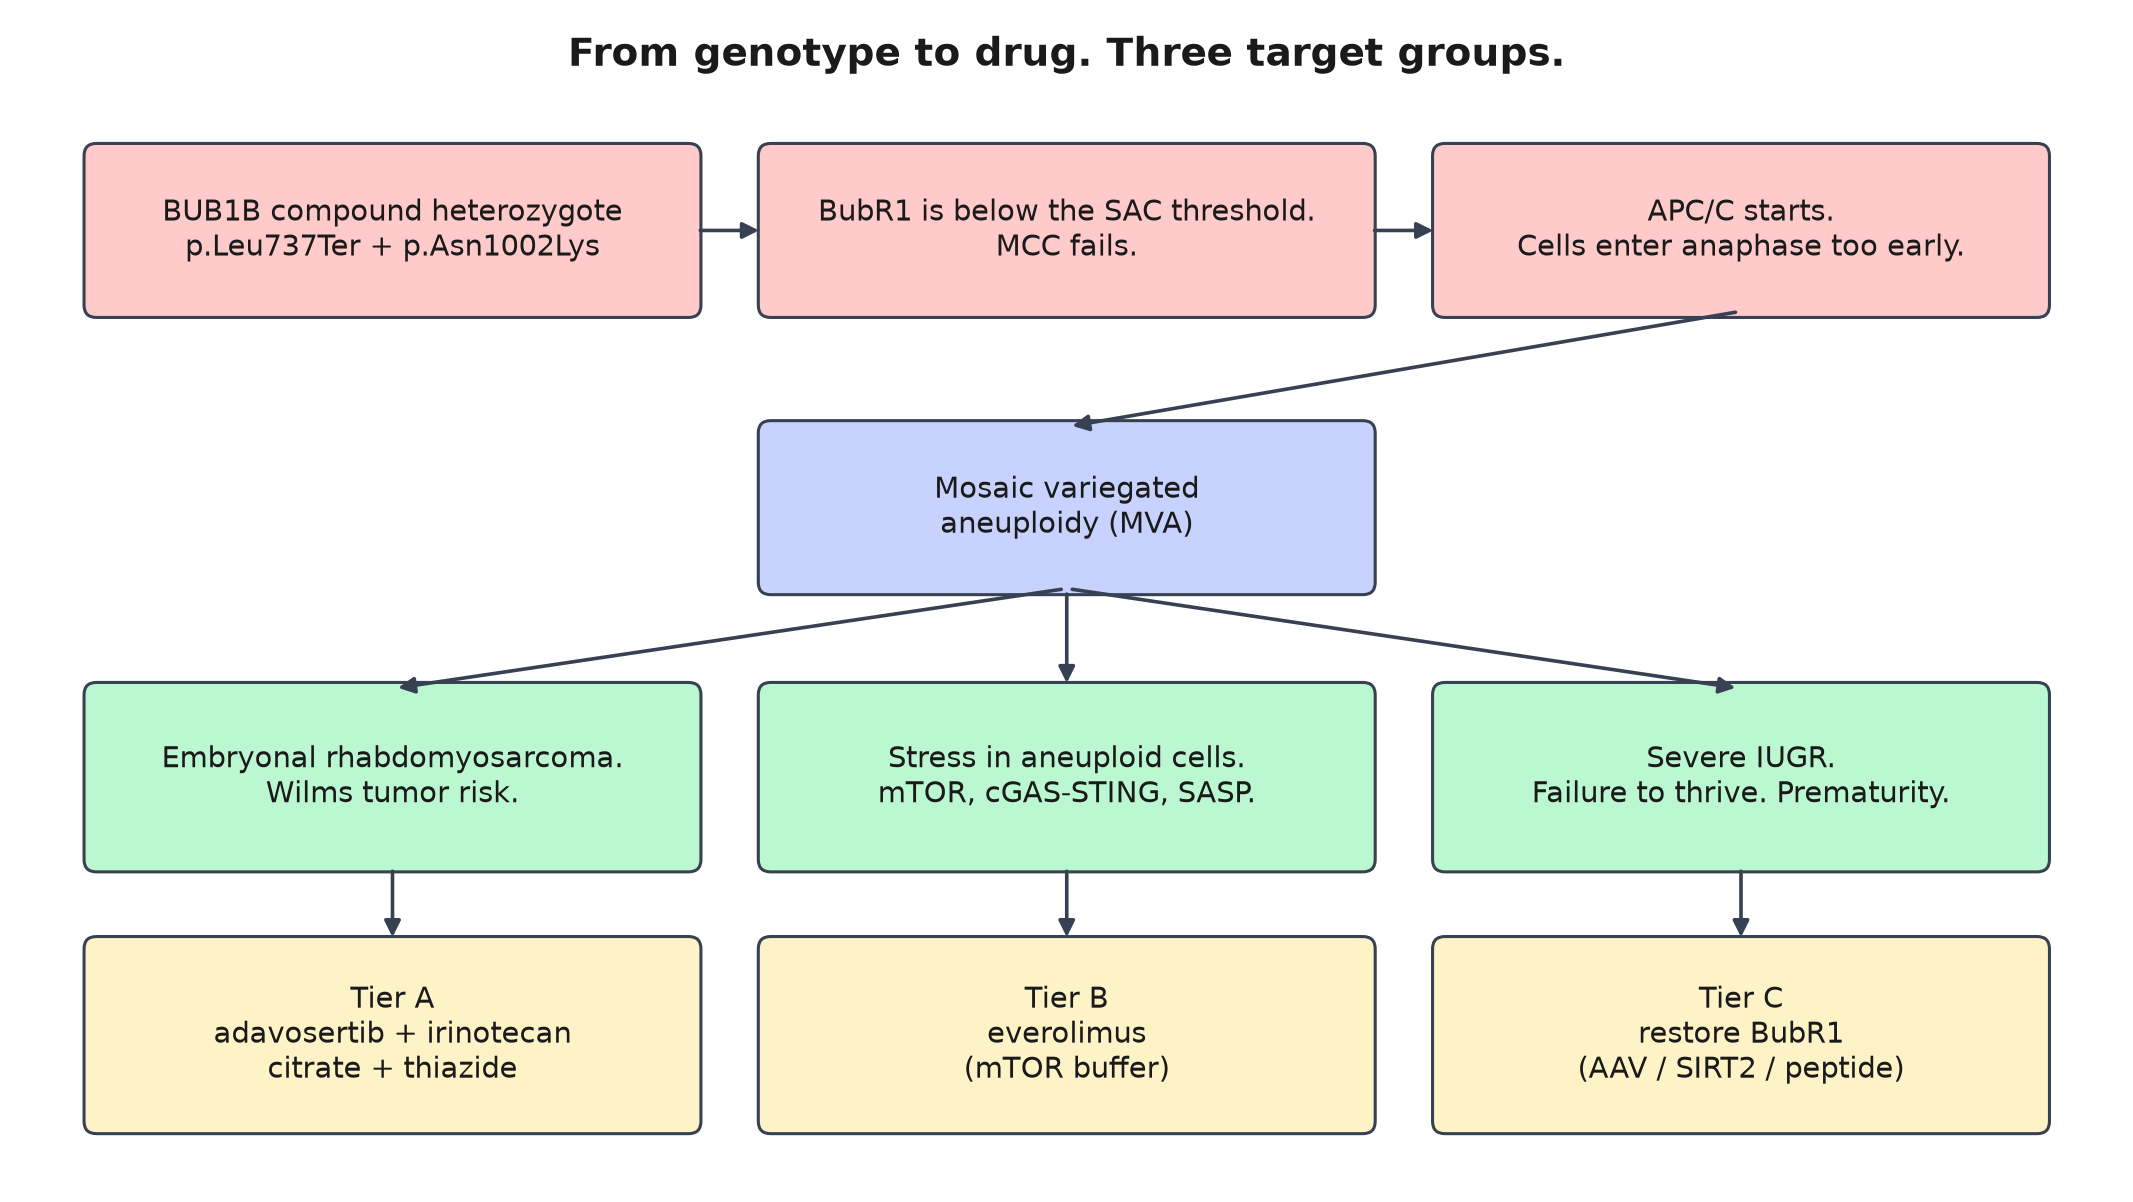 From genotype to drug. Three target groups.
BUB1B compound heterozygote
p.Leu737Ter + p.Asn1002Lys
BubR1 is below the SAC threshold.
MCC fails.
APC/C starts.
Cells enter anaphase too early.
Mosaic variegated
aneuploidy (MVA)
Embryonal rhabdomyosarcoma.
Wilms tumor risk.
Stress in aneuploid cells.
mTOR, cGAS-STING, SASP.
Severe IUGR.
Failure to thrive. Prematurity.
Tier A
adavosertib + irinotecan
citrate + thiazide
Tier B
everolimus
(mTOR buffer)
Tier C
restore BubR1
(AAV / SIRT2 / peptide)